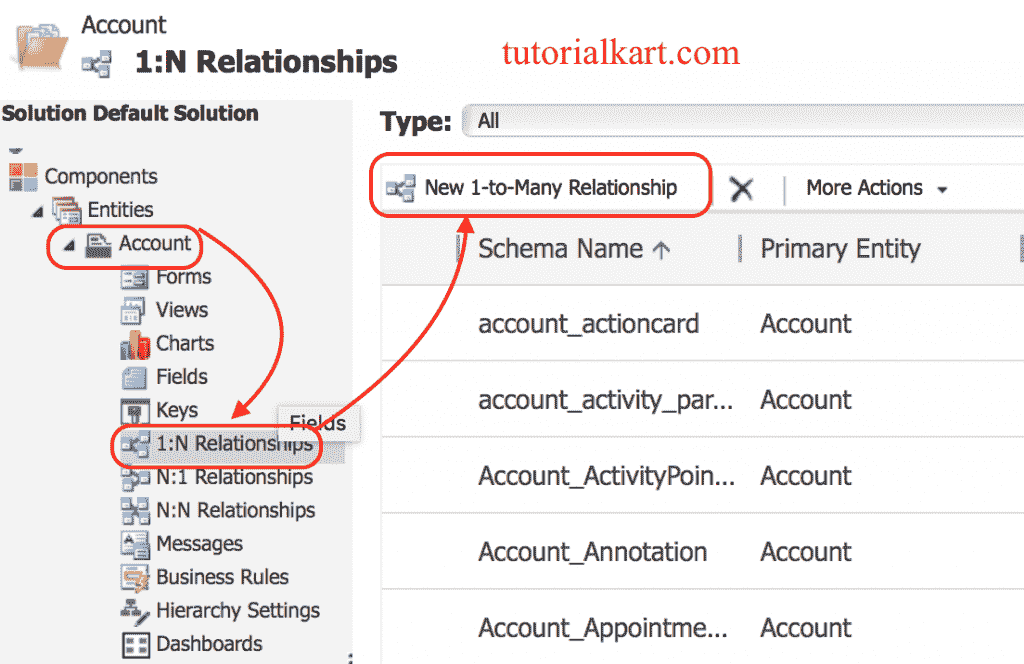 Account
1:N Relationships
tutorialkart.com
Solution Default Solution
Components
Entities
Account
Forms
Views
Charts
Fields
Keys
Fields
1:N Relationships
N:1 Relationships
N:N Relationships
Messages
Business Rules
Hierarchy Settings
Dashboards
Type: All
New 1-to-Many Relationship More Actions
Schema Name Primary Entity
account_actioncard Account
account_activity_par... Account
Account_ActivityPoin... Account
Account_Annotation Account
Account_Appointme... Account